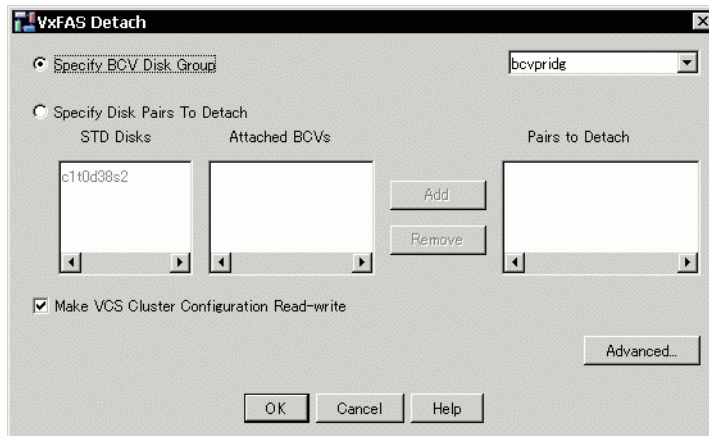 VxFAS Detach
Specify BCV Disk Group
bcvpridg
Specify Disk Pairs To Detach
STD Disks Attached BCVs Pairs to Detach
c1t0d38s2
Add
Remove
Make VCS Cluster Configuration Read-write
Advanced...
OK Cancel Help